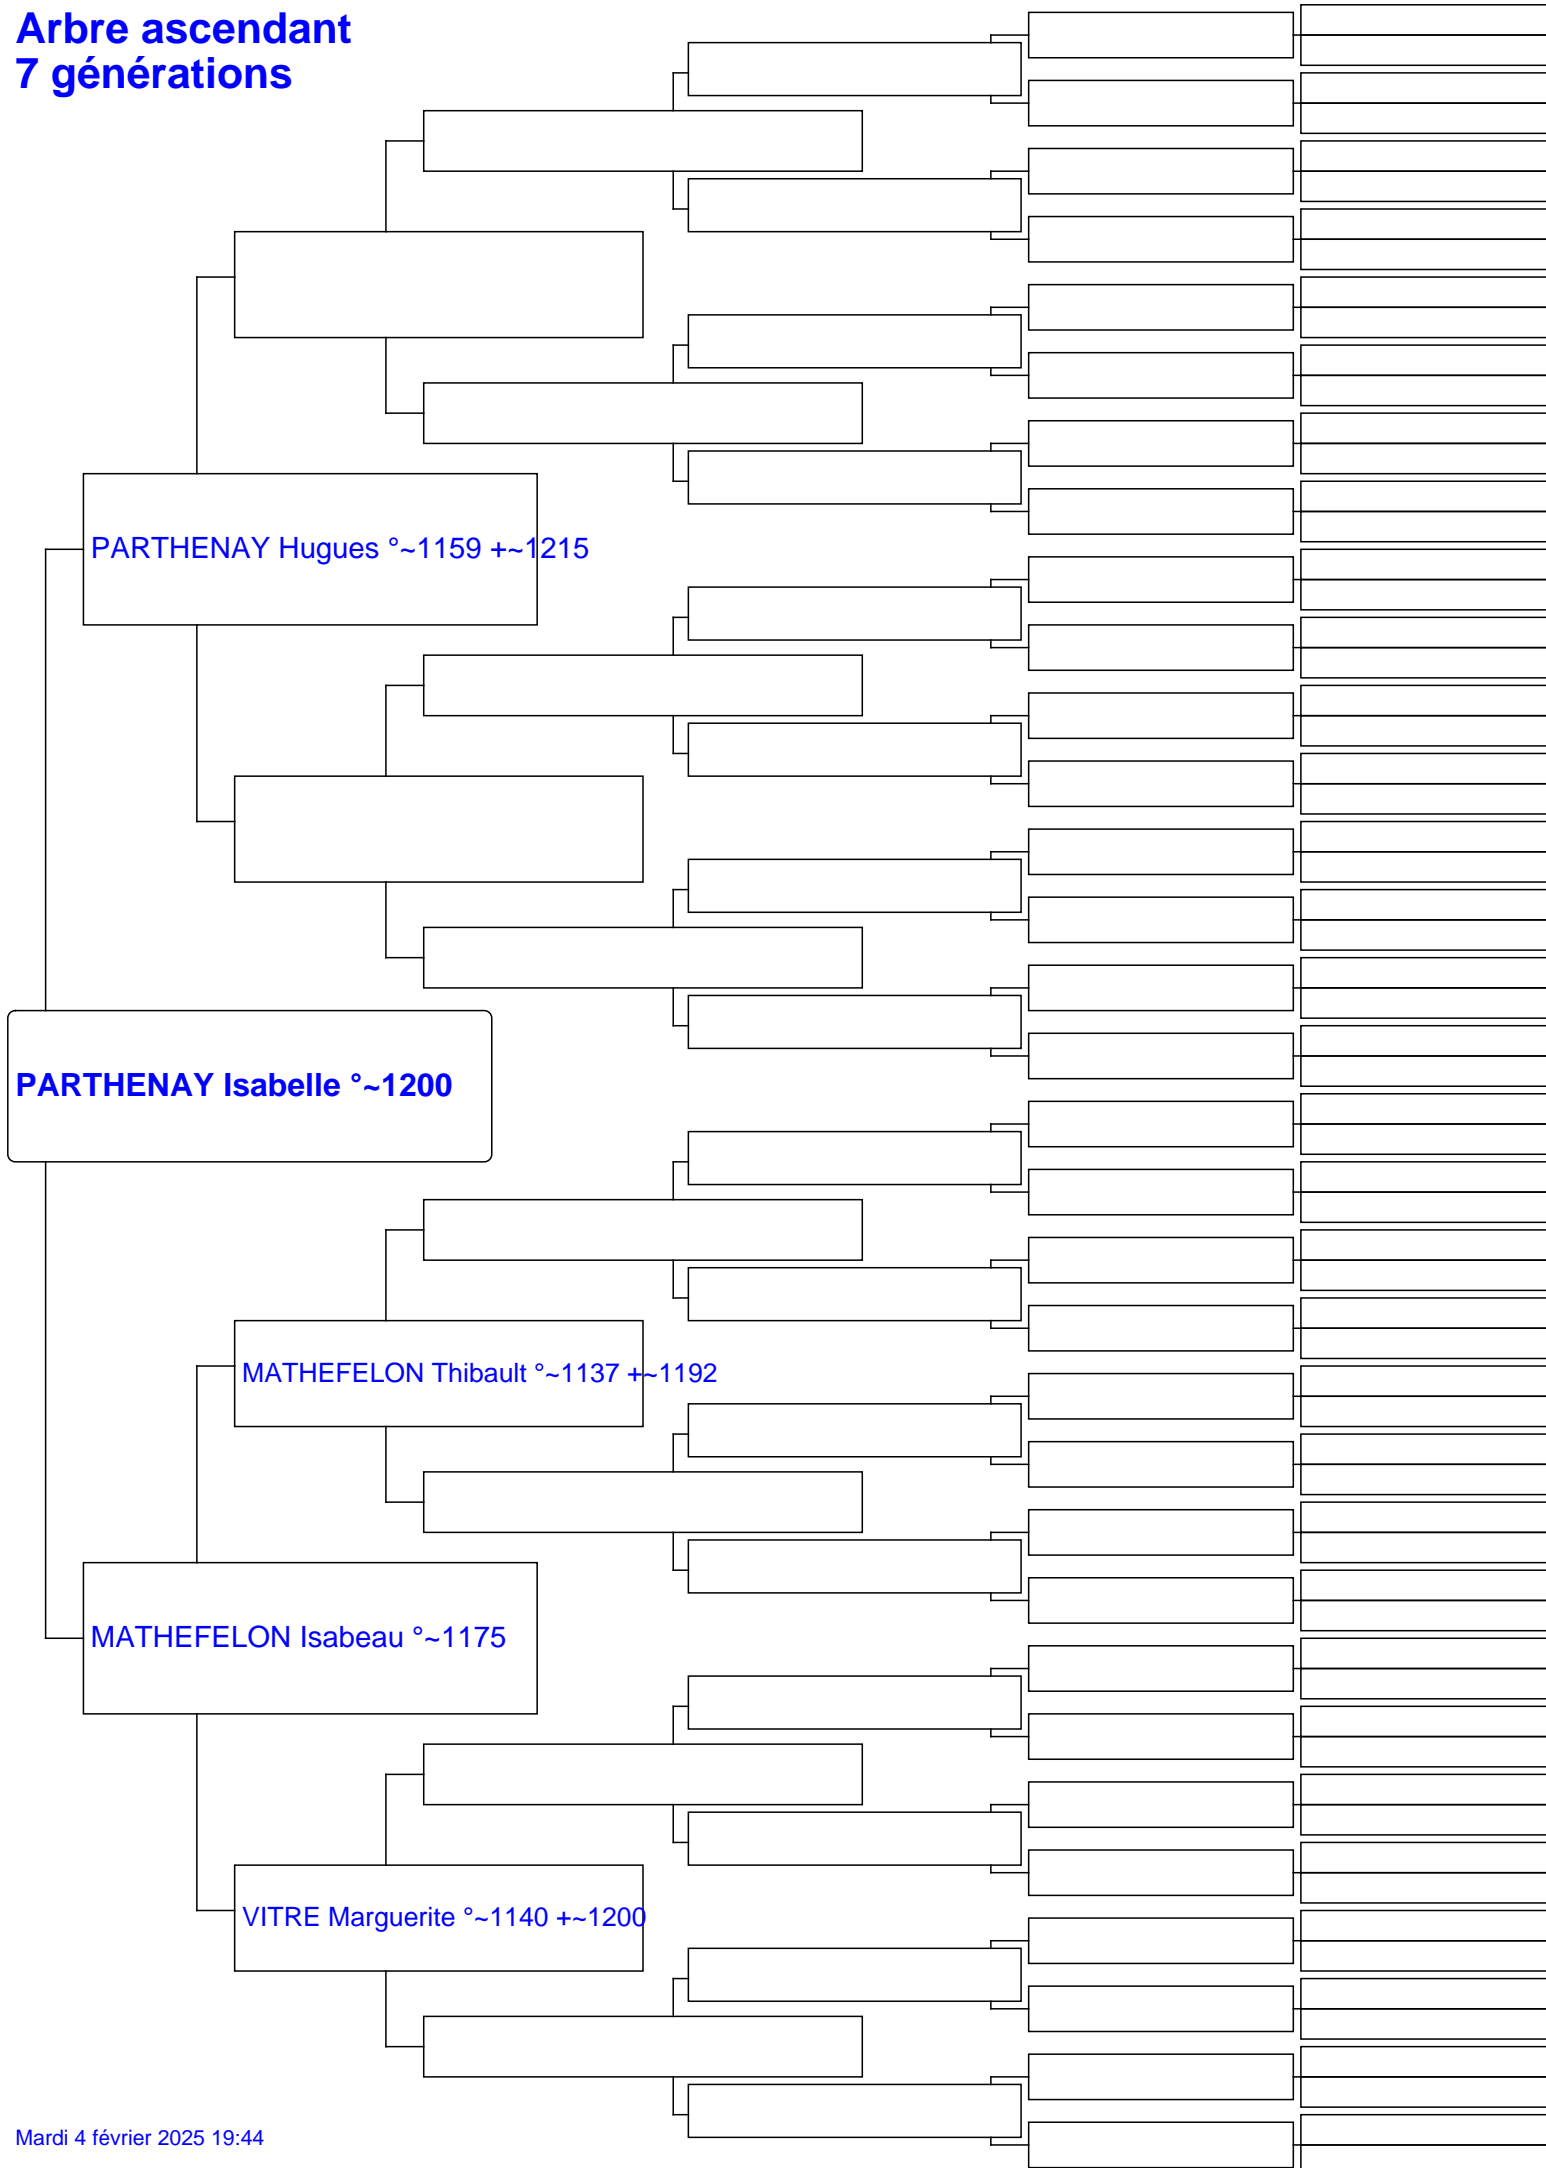 Arbre ascendant
7 générations
PARTHENAY Hugues °~1159 +~1215
PARTHENAY Isabelle °~1200
MATHEFELON Thibault °~1137 +~1192
MATHEFELON Isabeau °~1175
VITRE Marguerite °~1140 +~1200
Mardi 4 février 2025 19:44